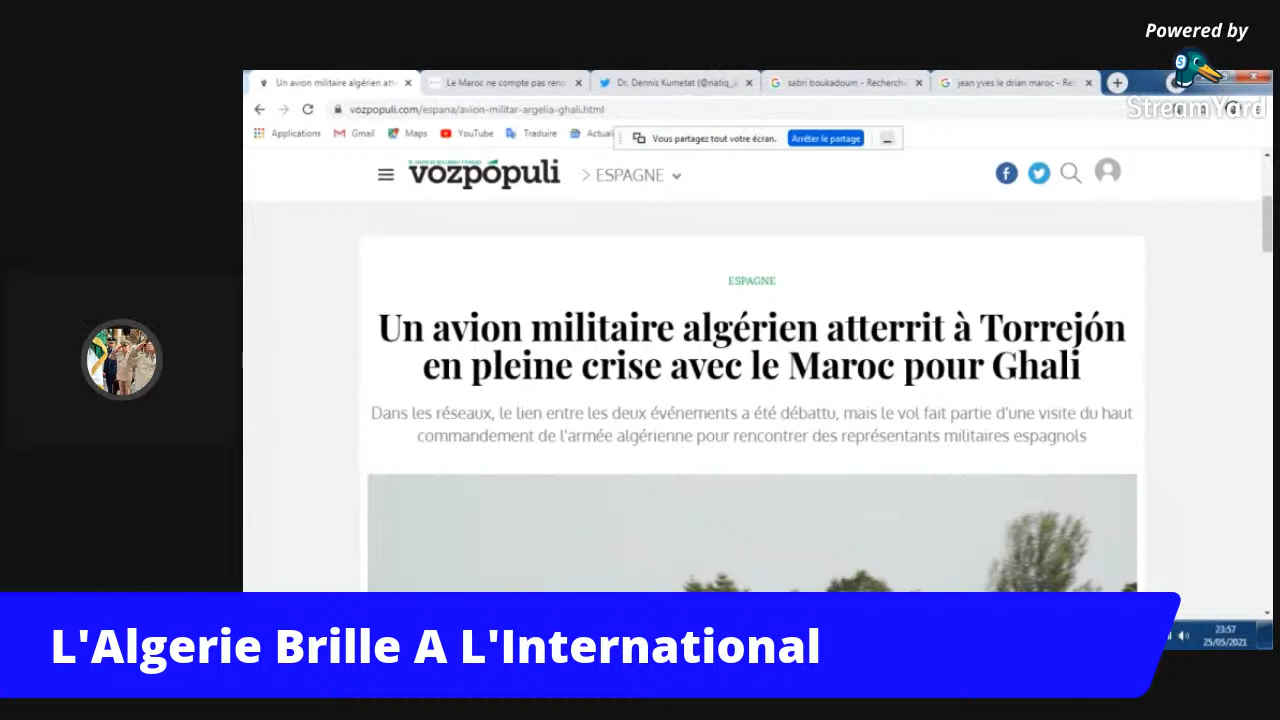 Powered by
StreamYard
Un avion militaire algérien att
Le Maroc ne compte pas reno
Dr. Dennis Kumetat (@natiq_
sabri boukadoum - Recherch
jean yves le drian maroc - Re
vozpopuli.com/espana/avion-militar-argelia-ghali.html
Applications Gmail Maps YouTube Traduire Actuali
Vous partagez tout votre écran. Arrêter le partage
vozpópuli > ESPAGNE
ESPAGNE
Un avion militaire algérien atterrit à Torrejón
en pleine crise avec le Maroc pour Ghali
Dans les réseaux, le lien entre les deux événements a été débattu, mais le vol fait partie d'une visite du haut
commandement de l'armée algérienne pour rencontrer des représentants militaires espagnols
L'Algerie Brille A L'International
23:57
25/05/2021